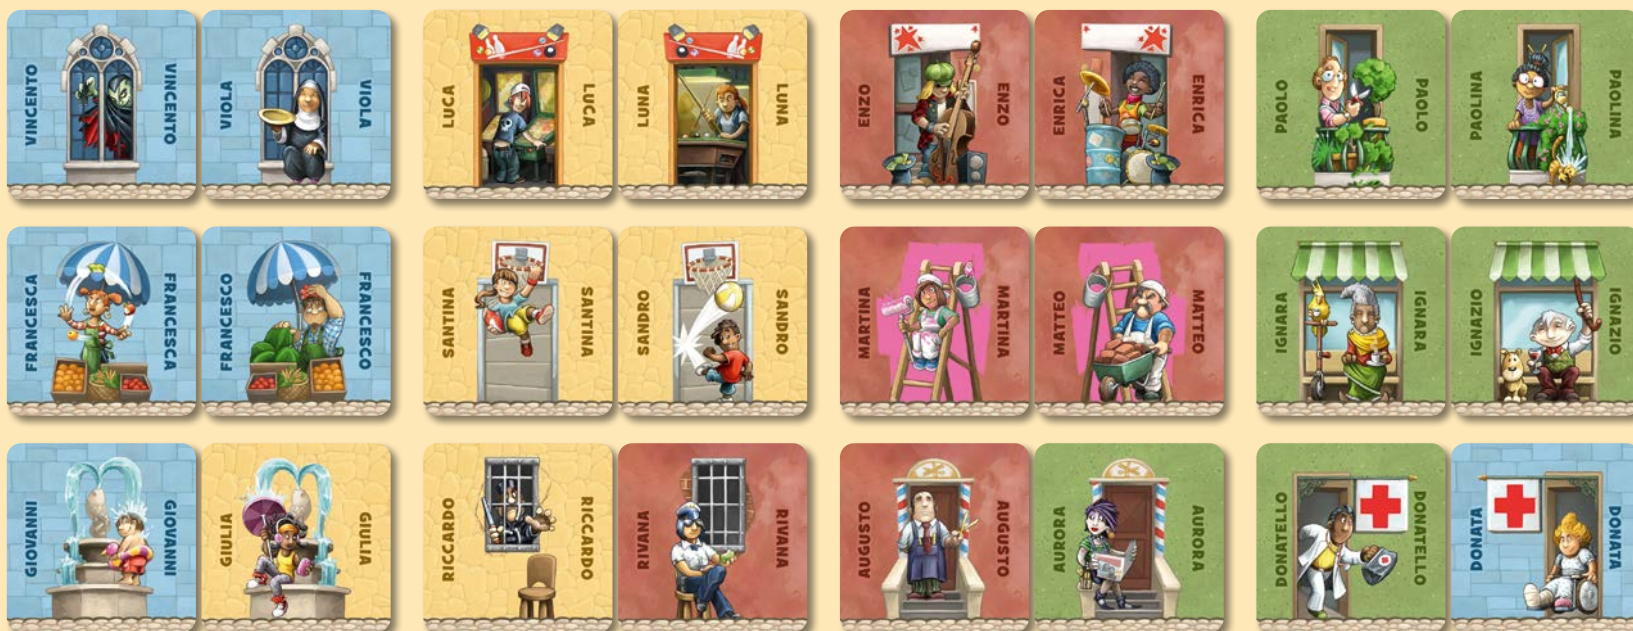 VINCENTO VINCENTO
VIOLA VIOLA
LUCA LUCA
LUNA LUNA
ENZO ENZO
ENRICA ENRICA
PAOLO PAOLO
PAOLINA PAOLINA
FRANCESCA FRANCESCA
FRANCESCO FRANCESCO
SANTINA SANTINA
SANDRO SANDRO
MARTINA MARTINA
MATTEO MATTEO
IGNARA IGNARA
IGNAZIO IGNAZIO
GIOVANNI GIOVANNI
GIULIA GIULIA
RICCARDO RICCARDO
RIVANA RIVANA
AUGUSTO AUGUSTO
AURORA AURORA
DONATELLO DONATELLO
DONATA DONATA